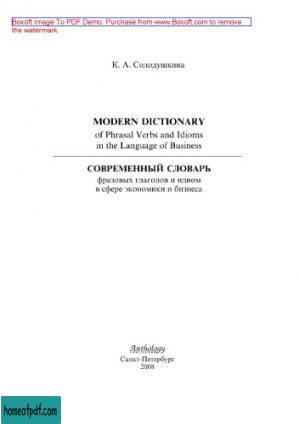 Boxoft Image To PDF Demo. Purchase from www.Boxoft.com to remove
the watermark
К. А. Солодушкина
MODERN DICTIONARY
of Phrasal Verbs and Idioms
in the Language of Business
СОВРЕМЕННЫЙ СЛОВАРЬ
фразовых глаголов и идиом
в сфере экономики и бизнеса
Anthology
Санкт-Петербург
2008
homeofpdf.com